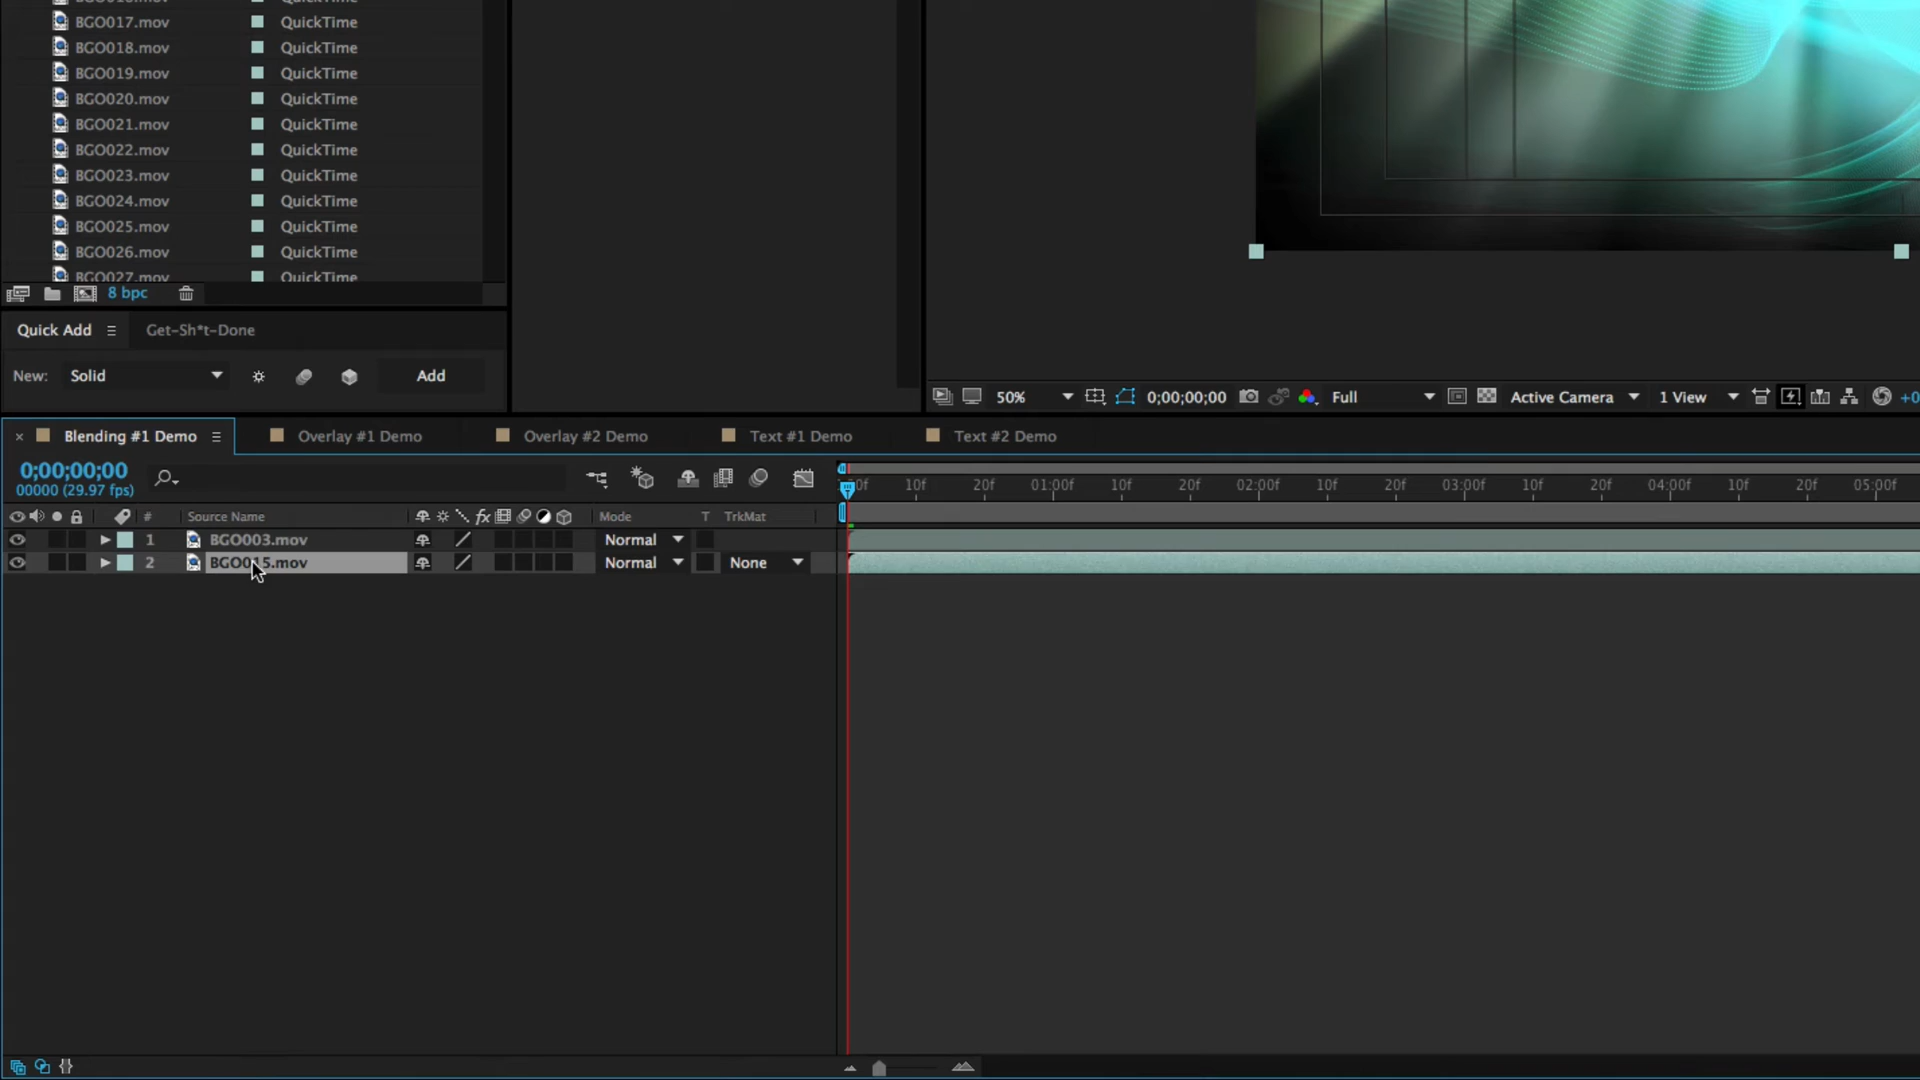 BGO017.mov QuickTime
BGO018.mov QuickTime
BGO019.mov QuickTime
BGO020.mov QuickTime
BGO021.mov QuickTime
BGO022.mov QuickTime
BGO023.mov QuickTime
BGO024.mov QuickTime
BGO025.mov QuickTime
BGO026.mov QuickTime
BGO027.mov QuickTime
8 bpc
Quick Add Get-Sh*t-Done
New: Solid Add
50% 0;00;00;00 Full Active Camera 1 View +0
× Blending #1 Demo Overlay #1 Demo Overlay #2 Demo Text #1 Demo Text #2 Demo
0;00;00;00
00000 (29.97 fps)
0f 10f 20f 01:00f 10f 20f 02:00f 10f 20f 03:00f 10f 20f 04:00f 10f 20f 05:00f
# Source Name fx Mode T TrkMat
1 BGO003.mov Normal
2 BGO015.mov Normal None